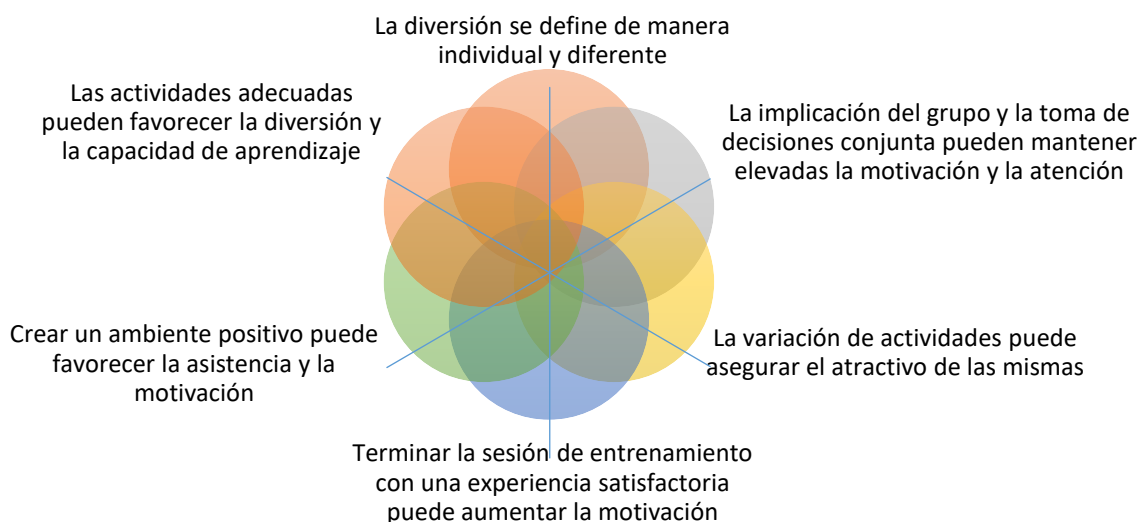 La diversión se define de manera
individual y diferente
Las actividades adecuadas
pueden favorecer la diversión y
la capacidad de aprendizaje
La implicación del grupo y la toma de
decisiones conjunta pueden mantener
elevadas la motivación y la atención
Crear un ambiente positivo puede
favorecer la asistencia y la
motivación
La variación de actividades puede
asegurar el atractivo de las mismas
Terminar la sesión de entrenamiento
con una experiencia satisfactoria
puede aumentar la motivación